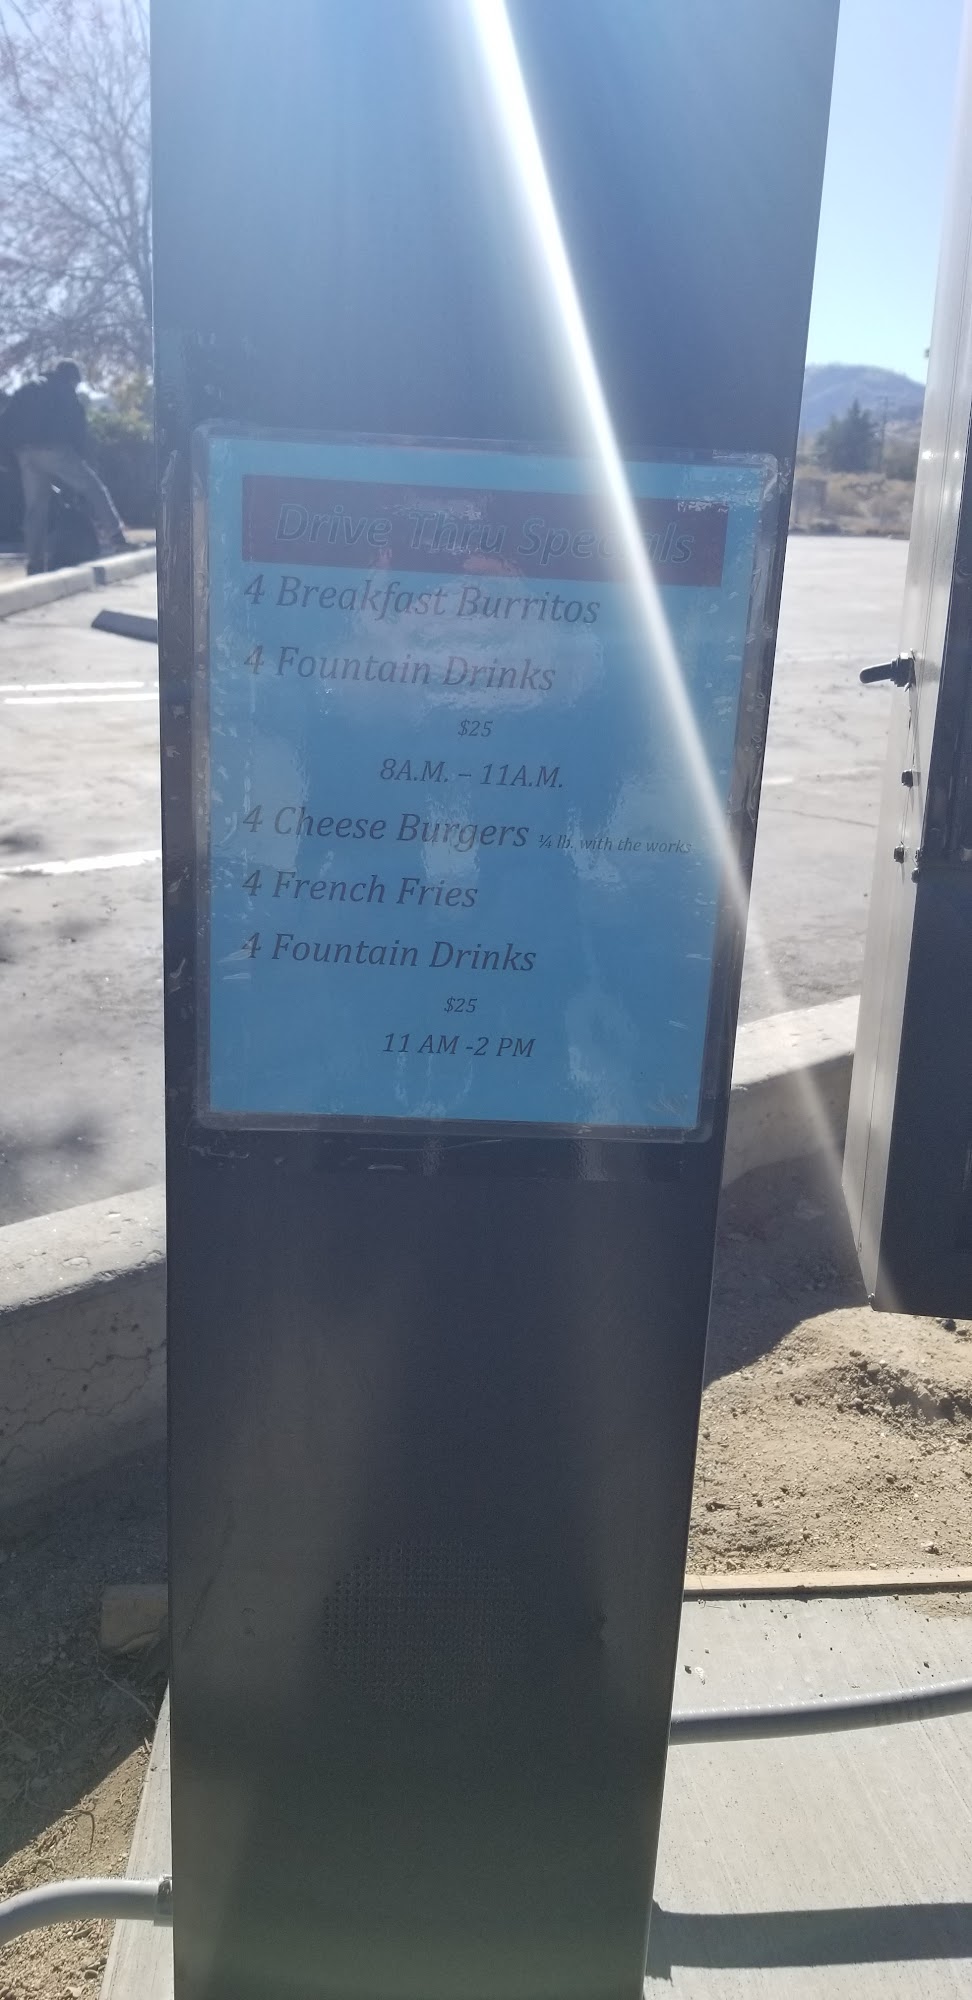 Drive Thru Specials
4 Breakfast Burritos
4 Fountain Drinks
$25
8A.M. – 11A.M.
4 Cheese Burgers ¼ lb. with the works
4 French Fries
4 Fountain Drinks
$25
11 AM -2 PM